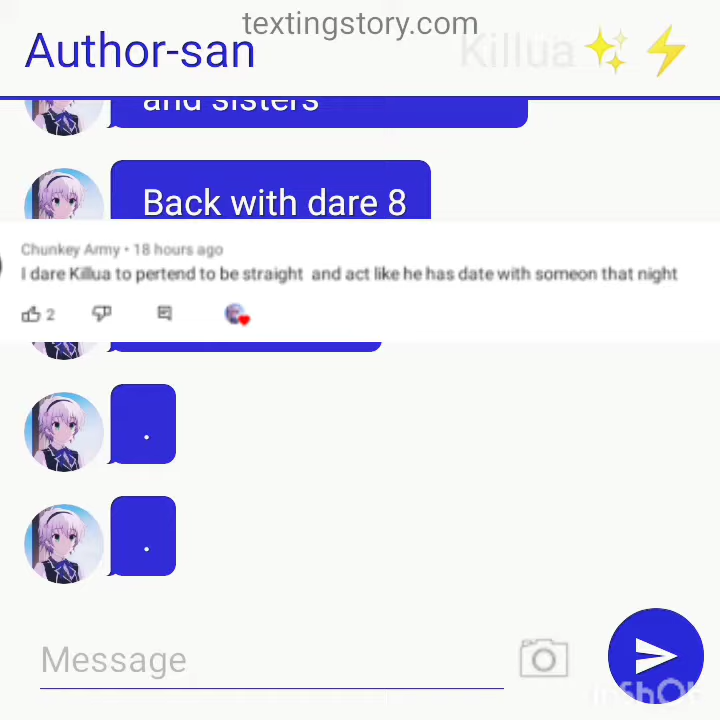 textingstory.com
Author-san Killua✨⚡
and sisters
Back with dare 8
Chunkey Army • 18 hours ago
I dare Killua to pertend to be straight and act like he has date with someon that night
2
.
.
Message
InShOt